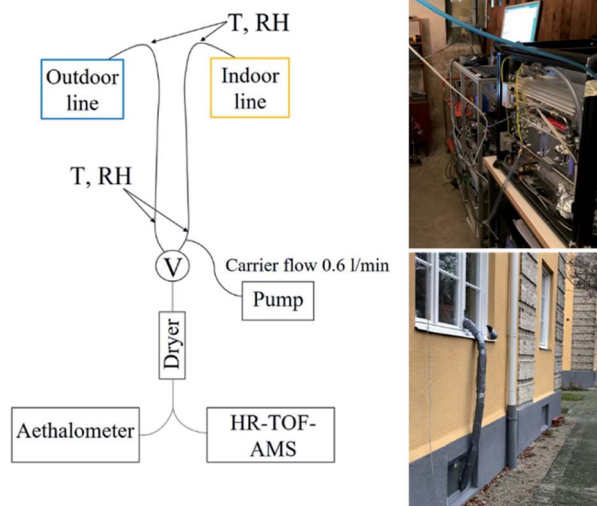 T, RH
Outdoor
line
Indoor
line
T, RH
V
Carrier flow 0.6 l/min
Pump
Dryer
Aethalometer
HR-TOF-
AMS